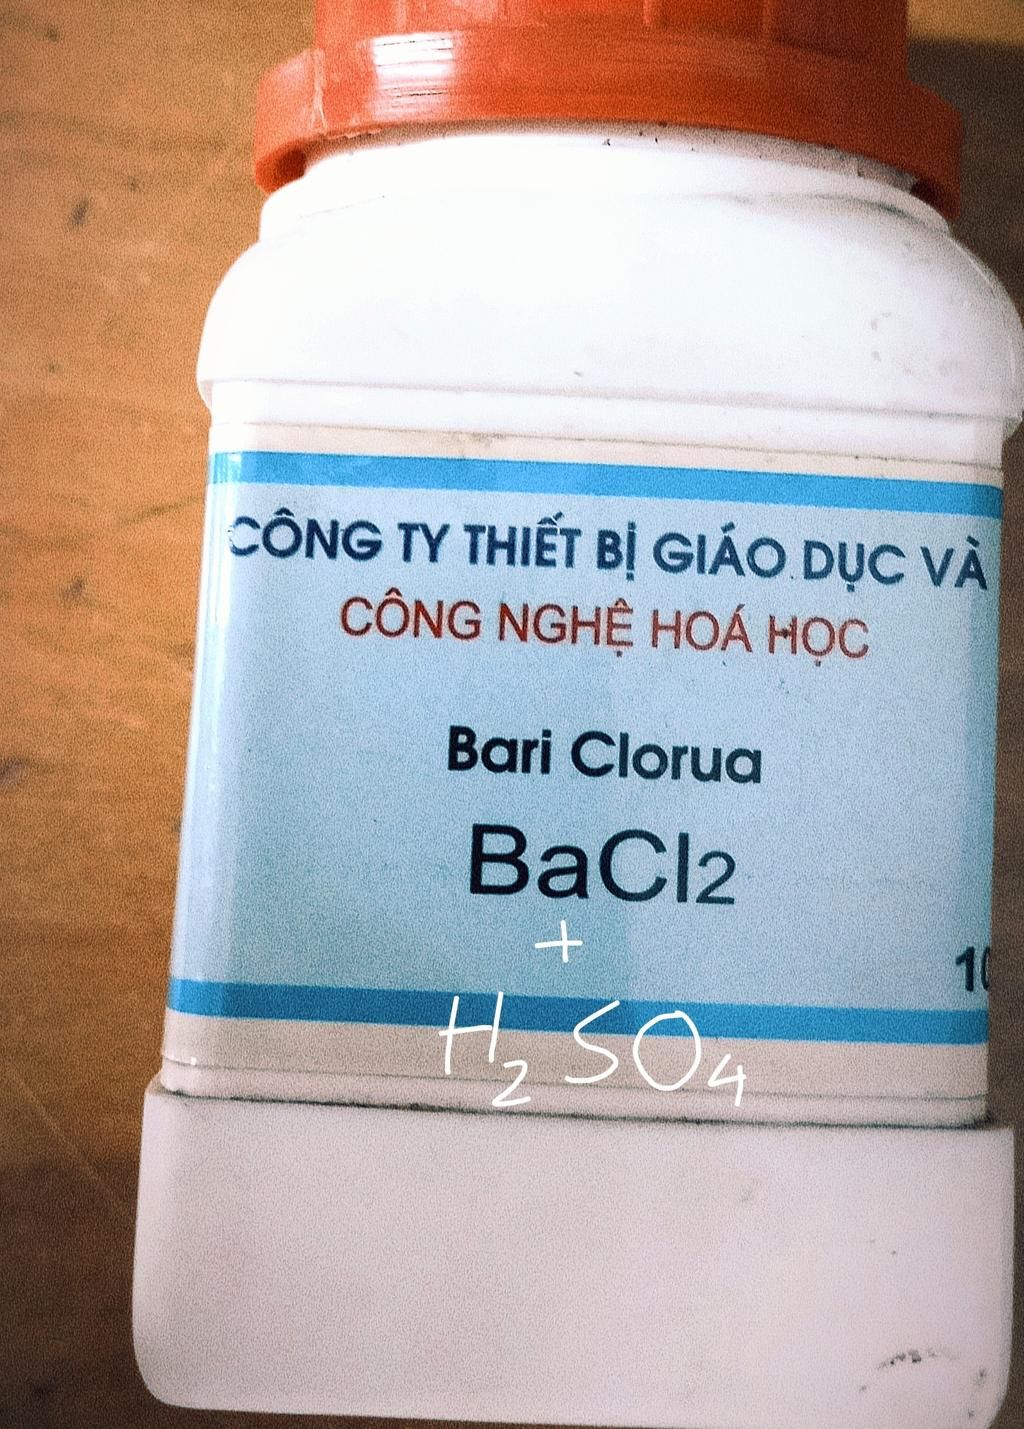 CÔNG TY THIẾT BỊ GIÁO DỤC VÀ
CÔNG NGHỆ HOÁ HỌC
Bari Clorua
BaCl2
+
H2SO4